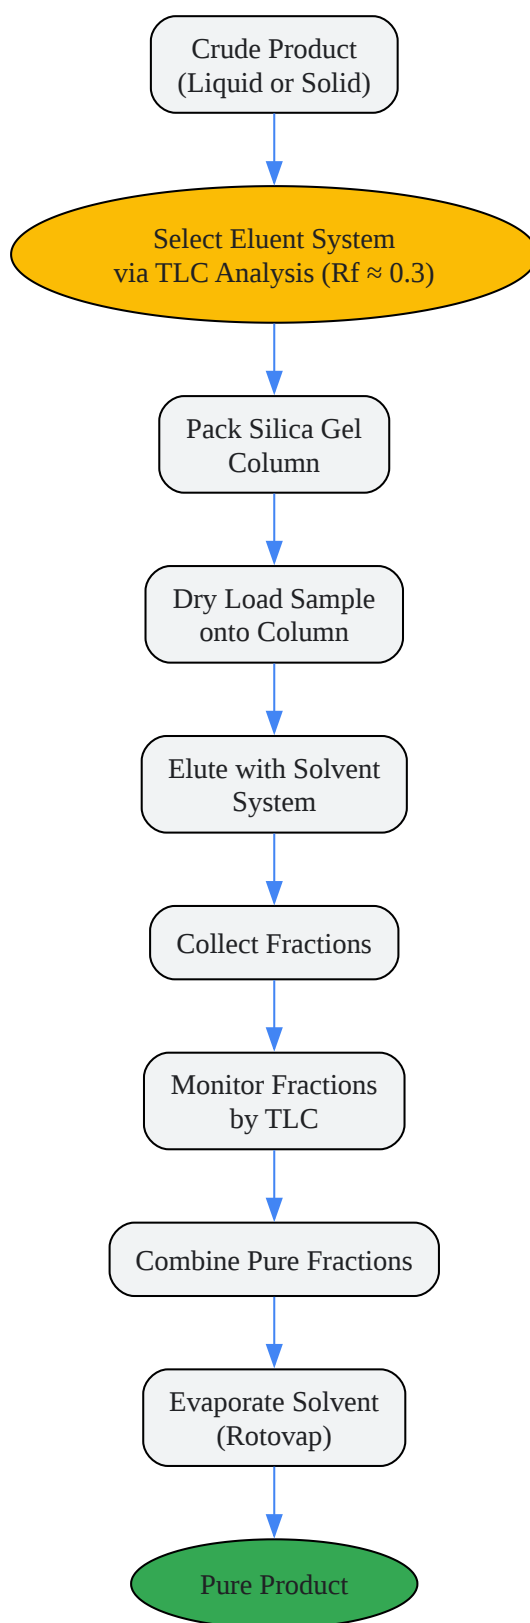 Crude Product
(Liquid or Solid)
Select Eluent System
via TLC Analysis (Rf ≈ 0.3)
Pack Silica Gel
Column
Dry Load Sample
onto Column
Elute with Solvent
System
Collect Fractions
Monitor Fractions
by TLC
Combine Pure Fractions
Evaporate Solvent
(Rotovap)
Pure Product